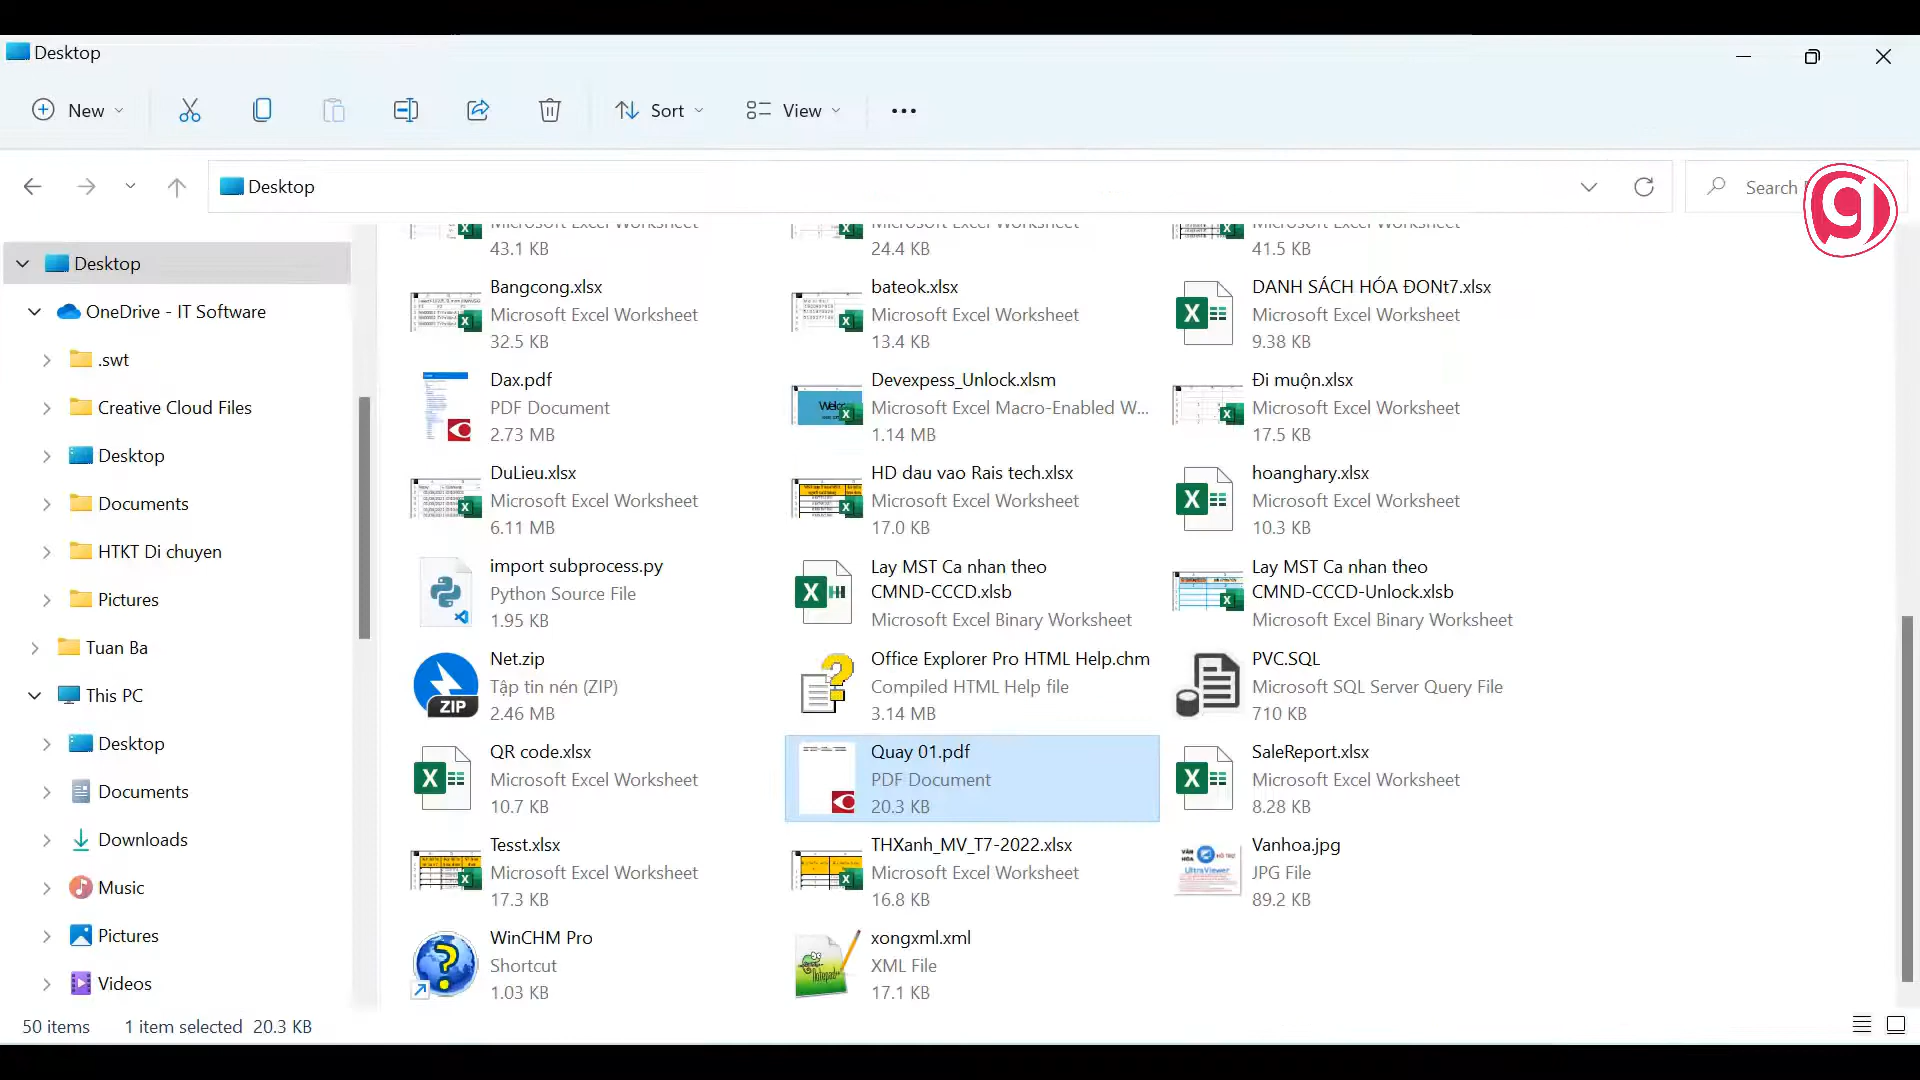 Desktop
New
Sort
View
Desktop
Search
Desktop
OneDrive - IT Software
.swt
Creative Cloud Files
Desktop
Documents
HTKT Di chuyen
Pictures
Tuan Ba
This PC
Desktop
Documents
Downloads
Music
Pictures
Videos
Microsoft Excel Worksheet
43.1 KB
Microsoft Excel Worksheet
24.4 KB
Microsoft Excel Worksheet
41.5 KB
Bangcong.xlsx
Microsoft Excel Worksheet
32.5 KB
bateok.xlsx
Microsoft Excel Worksheet
13.4 KB
DANH SÁCH HÓA ĐONt7.xlsx
Microsoft Excel Worksheet
9.38 KB
Dax.pdf
PDF Document
2.73 MB
Devexpess_Unlock.xlsm
Microsoft Excel Macro-Enabled W...
1.14 MB
Đi muộn.xlsx
Microsoft Excel Worksheet
17.5 KB
DuLieu.xlsx
Microsoft Excel Worksheet
6.11 MB
HD dau vao Rais tech.xlsx
Microsoft Excel Worksheet
17.0 KB
hoanghary.xlsx
Microsoft Excel Worksheet
10.3 KB
import subprocess.py
Python Source File
1.95 KB
Lay MST Ca nhan theo
CMND-CCCD.xlsb
Microsoft Excel Binary Worksheet
Lay MST Ca nhan theo
CMND-CCCD-Unlock.xlsb
Microsoft Excel Binary Worksheet
ZIP
Net.zip
Tập tin nén (ZIP)
2.46 MB
Office Explorer Pro HTML Help.chm
Compiled HTML Help file
3.14 MB
PVC.SQL
Microsoft SQL Server Query File
710 KB
QR code.xlsx
Microsoft Excel Worksheet
10.7 KB
Quay 01.pdf
PDF Document
20.3 KB
SaleReport.xlsx
Microsoft Excel Worksheet
8.28 KB
Tesst.xlsx
Microsoft Excel Worksheet
17.3 KB
THXanh_MV_T7-2022.xlsx
Microsoft Excel Worksheet
16.8 KB
VĂN
HÓA
UltraViewer
Vanhoa.jpg
JPG File
89.2 KB
WinCHM Pro
Shortcut
1.03 KB
xongxml.xml
XML File
17.1 KB
50 items
1 item selected 20.3 KB